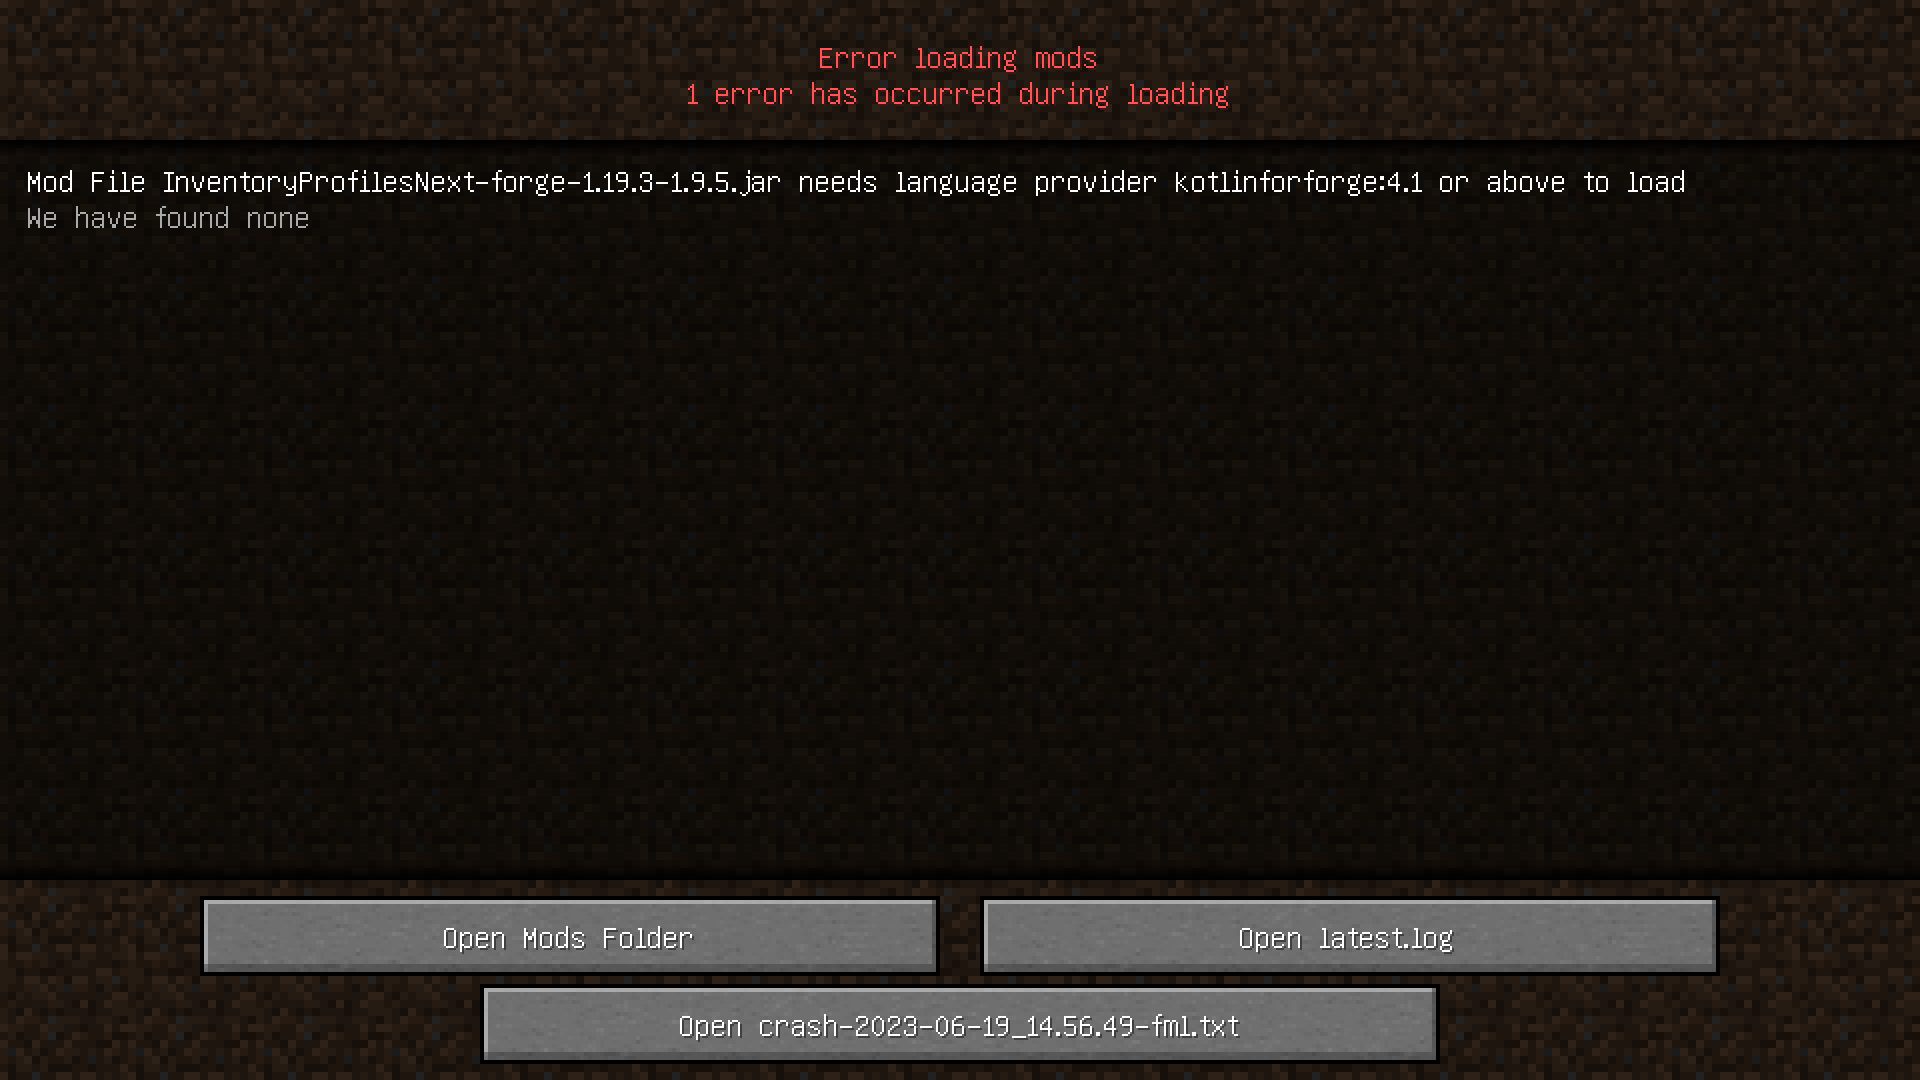 Error loading mods
1 error has occurred during loading
Mod File InventoryProfilesNext-forge-1.19.3-1.9.5.jar needs language provider kotlinforforge:4.1 or above to load
We have found none
Open Mods Folder
Open latest.log
Open crash-2023-06-19_14.56.49-fml.txt